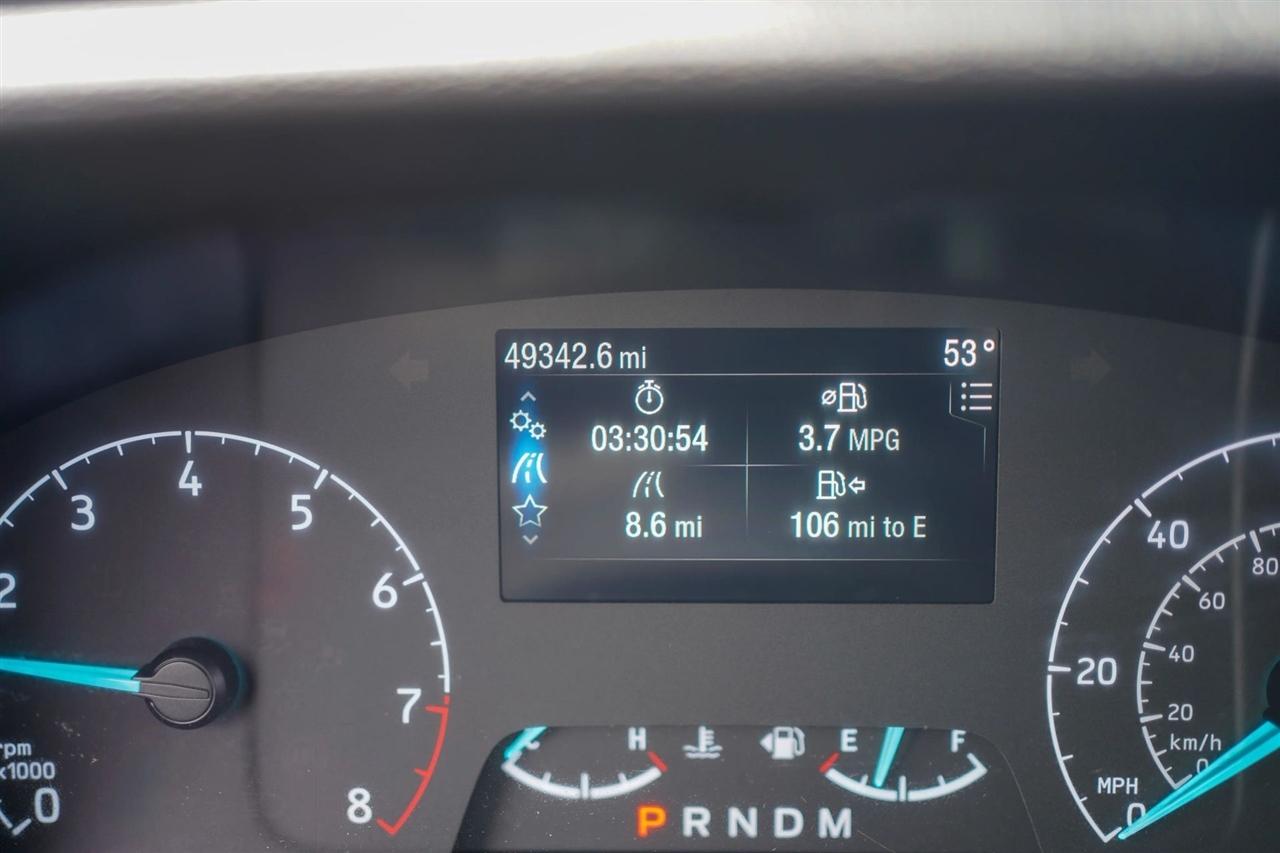 49342.6 mi 53°
03:30:54 3.7 MPG
8.6 mi 106 mi to E
0 2 3 4 5 6 7 8
rpm
x1000
C H E F
P R N D M
0 20 40
MPH
0 20 40 60 80
km/h